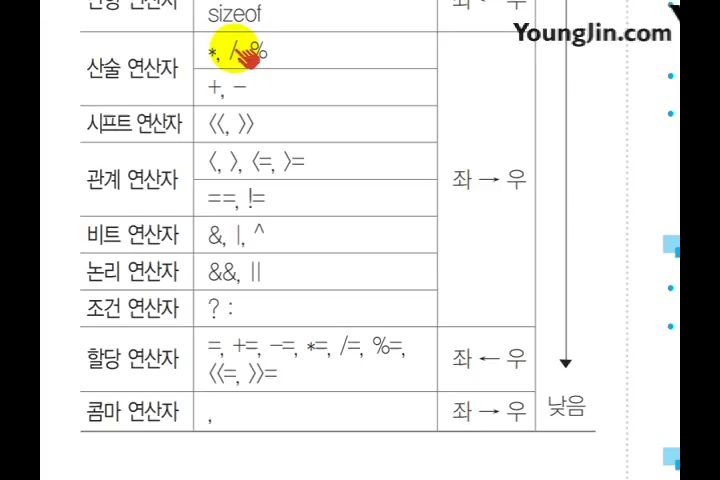 sizeof
YoungJin.com
산술 연산자
*, /, %
+, −
시프트 연산자
⟨⟨, ⟩⟩
관계 연산자
⟨, ⟩, ⟨=, ⟩=
==, !=
좌 → 우
비트 연산자
&, |, ^
논리 연산자
&&, ||
조건 연산자
? :
할당 연산자
=, +=, −=, *=, /=, %=,
⟨⟨=, ⟩⟩=
좌 ← 우
콤마 연산자
,
좌 → 우
낮음